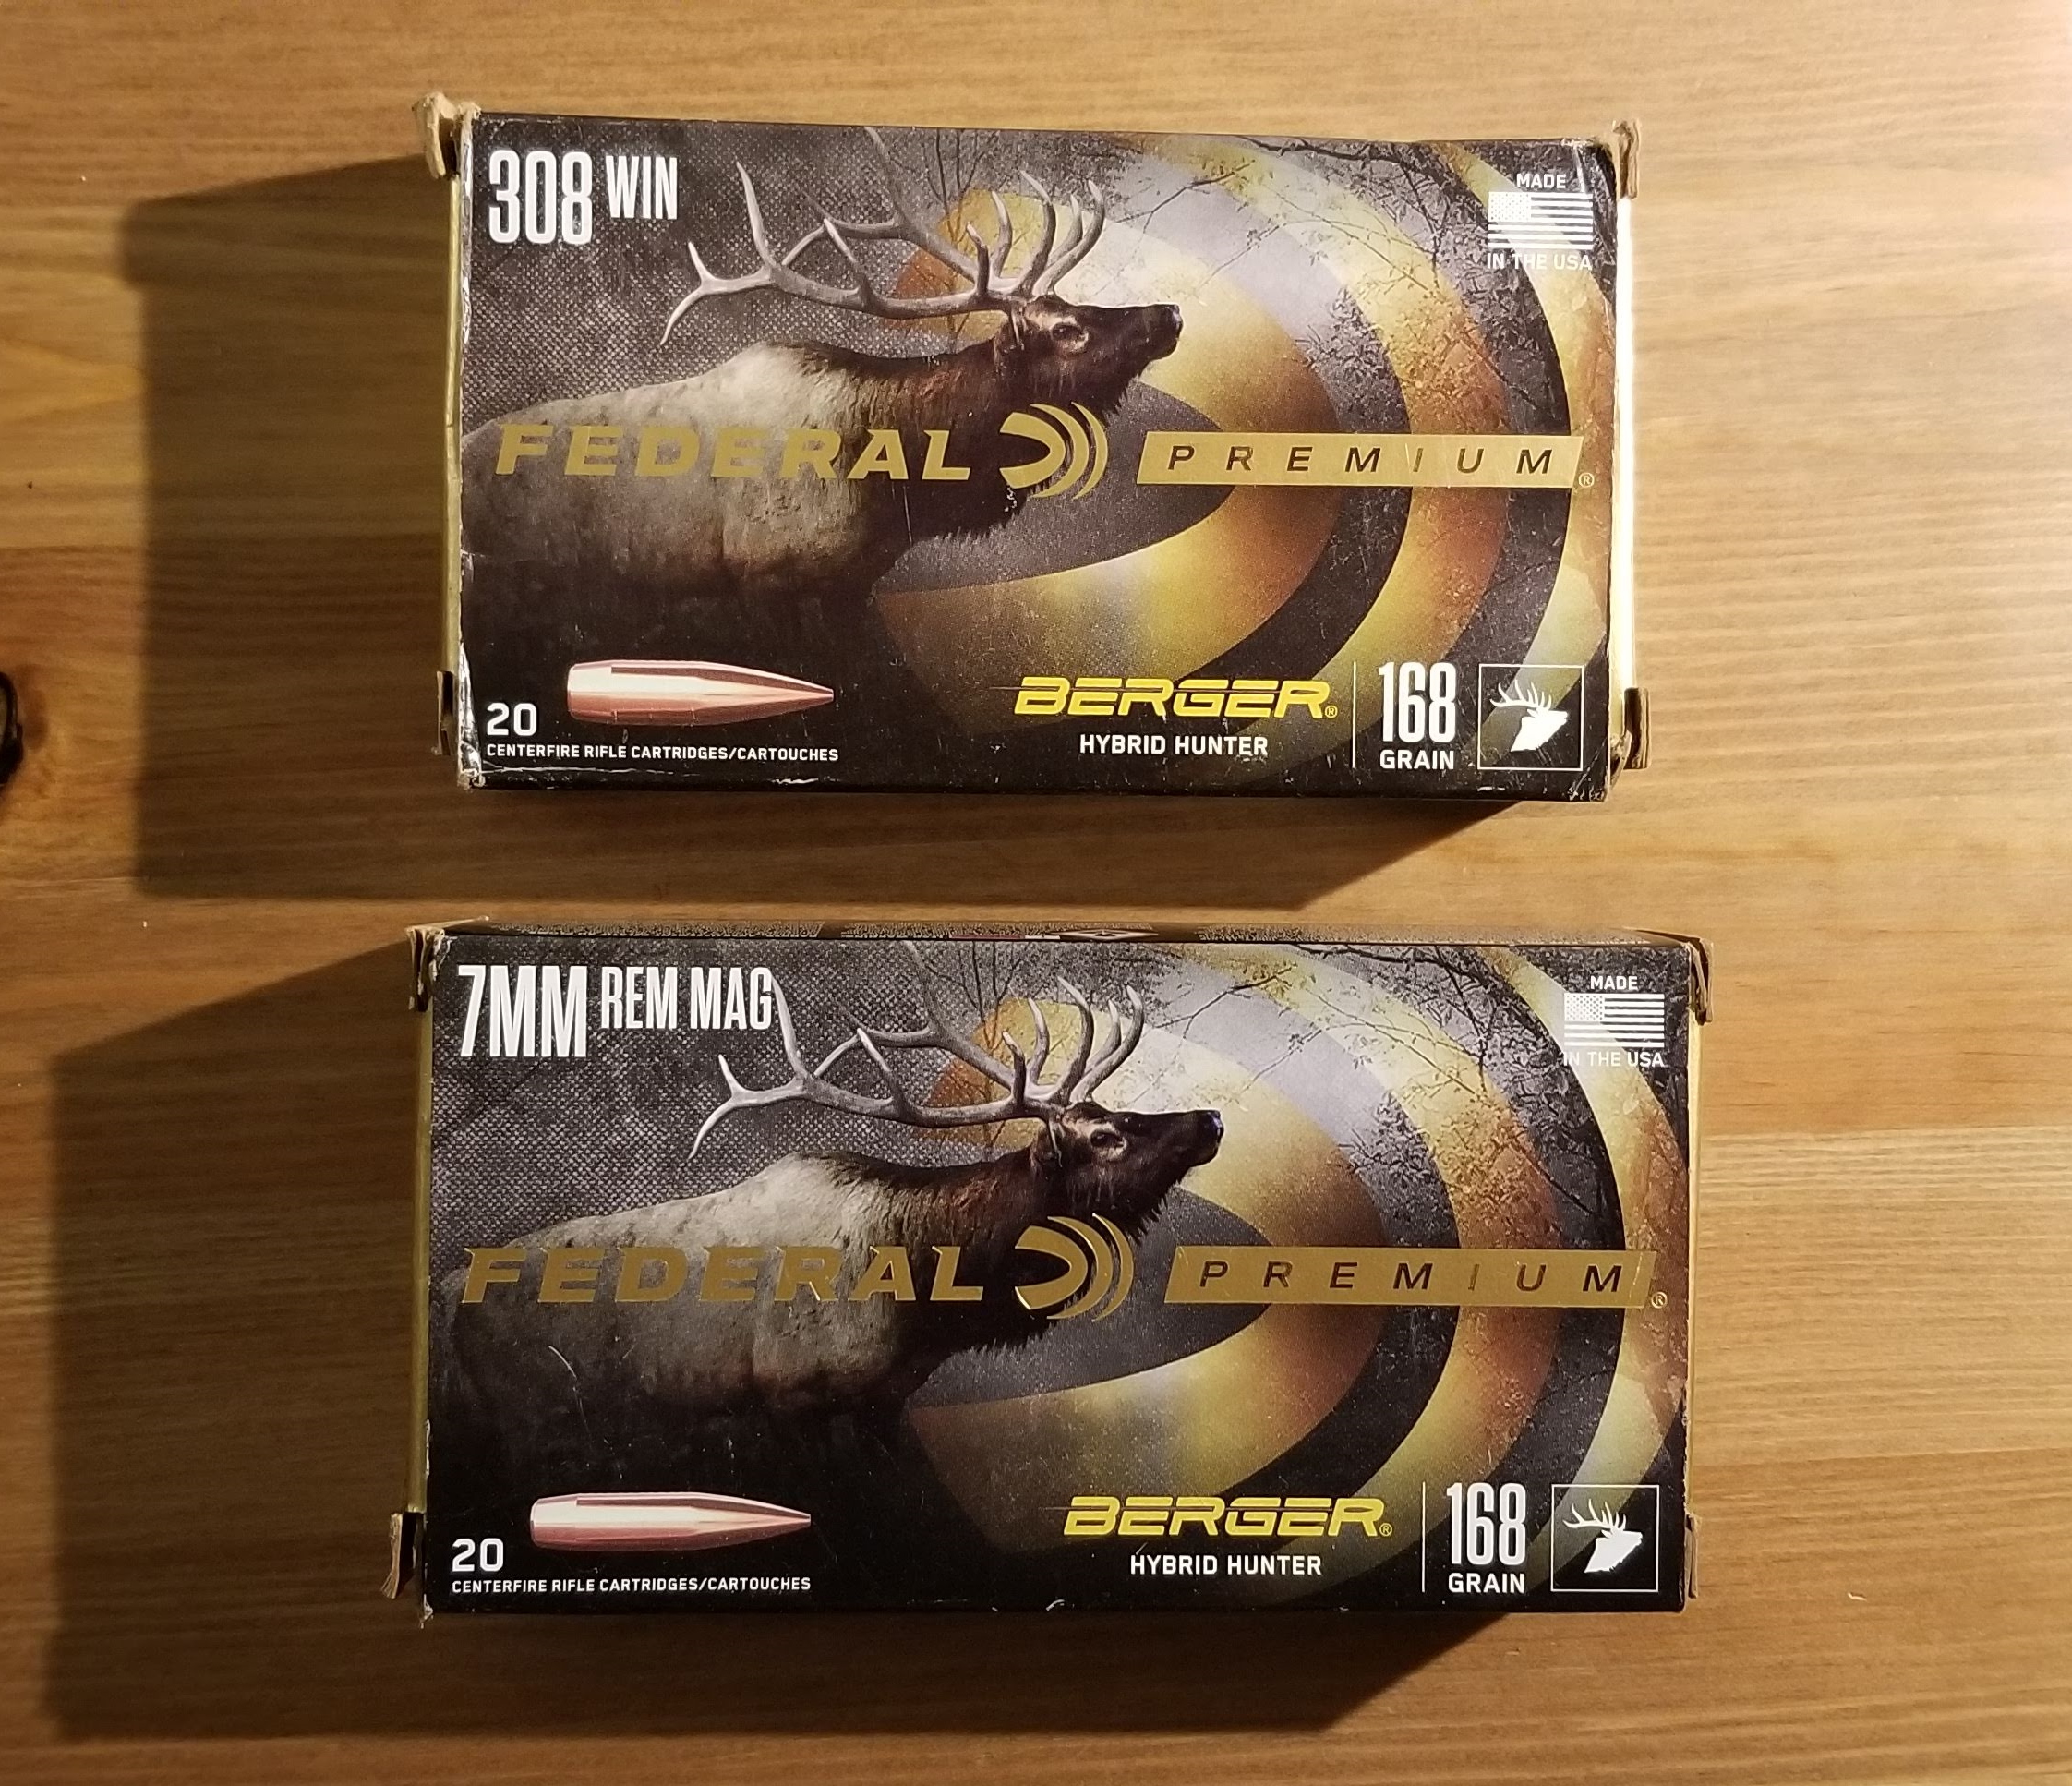 308 WIN
MADE
IN THE USA
FEDERAL PREMIUM®
20
CENTERFIRE RIFLE CARTRIDGES/CARTOUCHES
BERGER®
HYBRID HUNTER
168
GRAIN
7MM REM MAG
MADE
IN THE USA
FEDERAL PREMIUM®
20
CENTERFIRE RIFLE CARTRIDGES/CARTOUCHES
BERGER®
HYBRID HUNTER
168
GRAIN